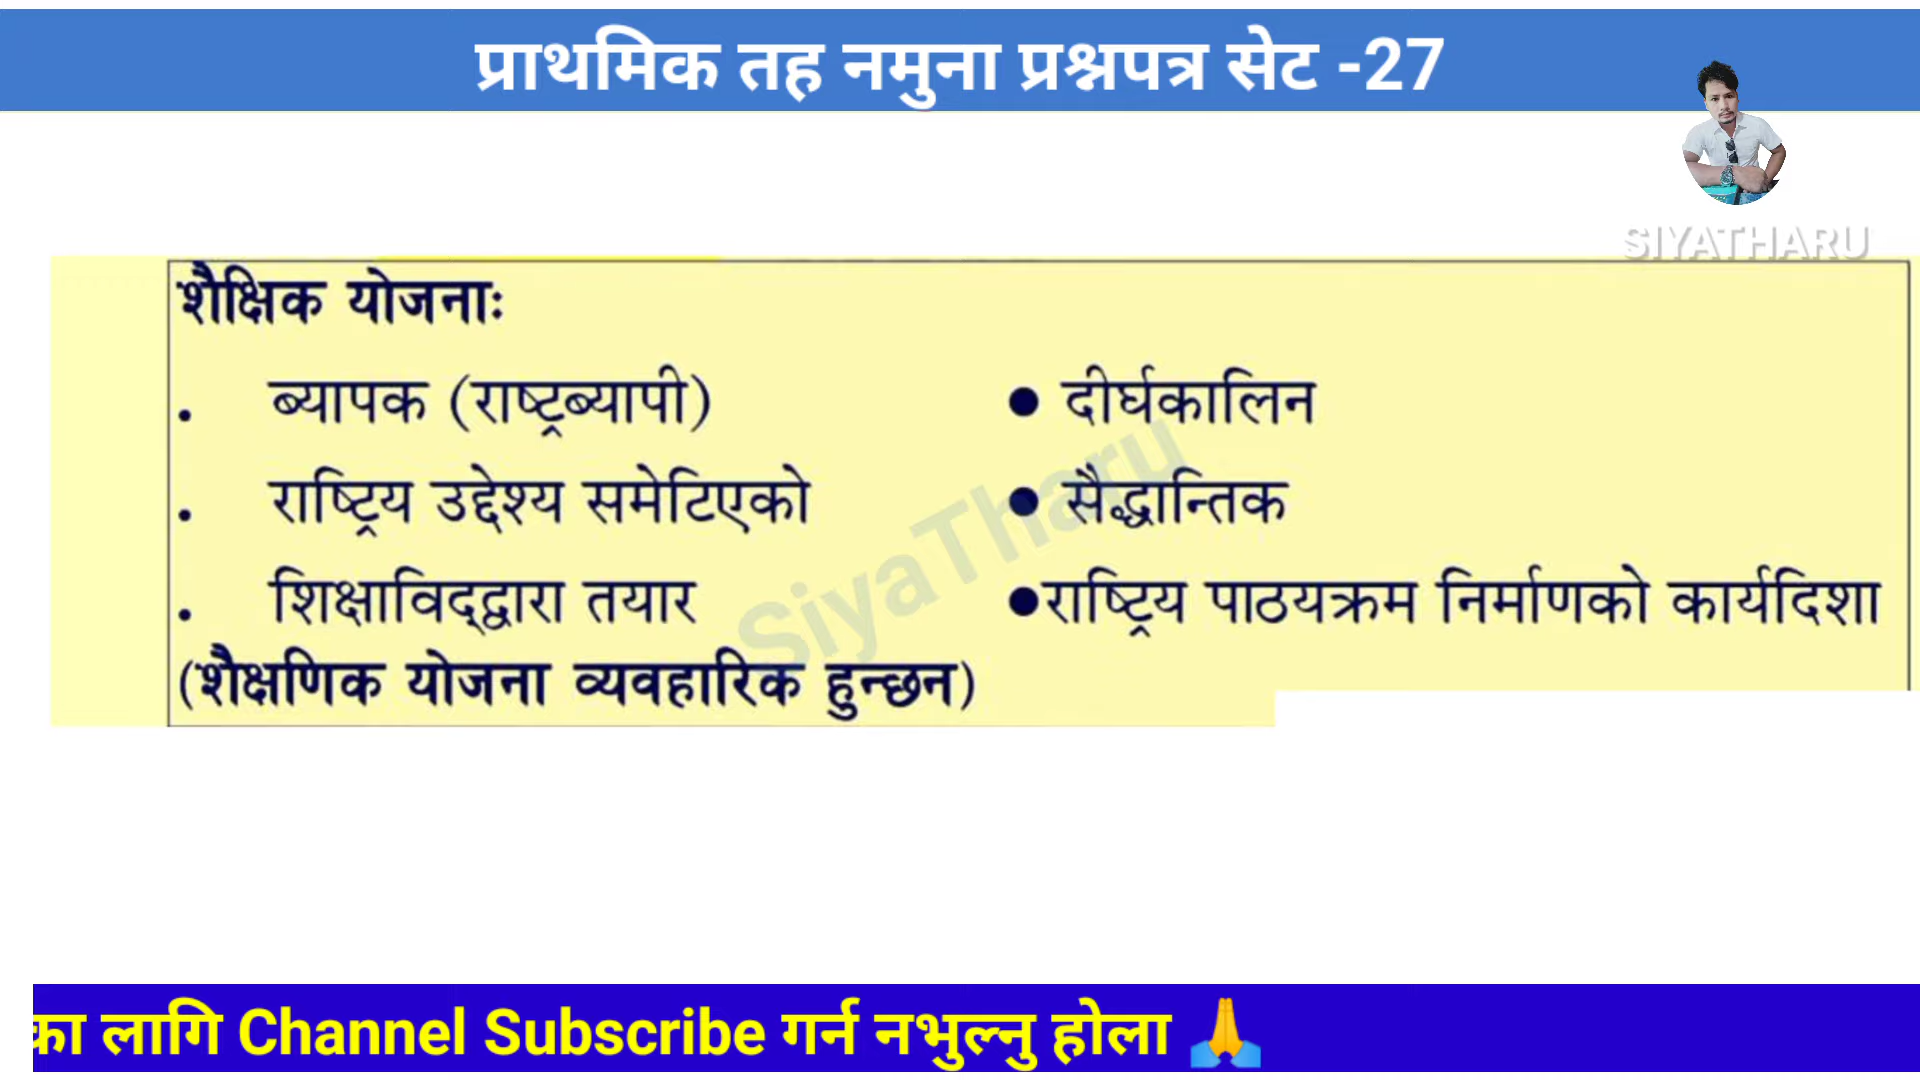 प्राथमिक तह नमुना प्रश्नपत्र सेट -27
SIYATHARU
शैक्षिक योजनाः
. ब्यापक (राष्ट्रब्यापी) ● दीर्घकालिन
. राष्ट्रिय उद्देश्य समेटिएको ● सैद्धान्तिक
. शिक्षाविद्द्वारा तयार ●राष्ट्रिय पाठयक्रम निर्माणको कार्यदिशा
(शैक्षणिक योजना व्यवहारिक हुन्छन)
SiyaTharu
का लागि Channel Subscribe गर्न नभुल्नु होला 🙏